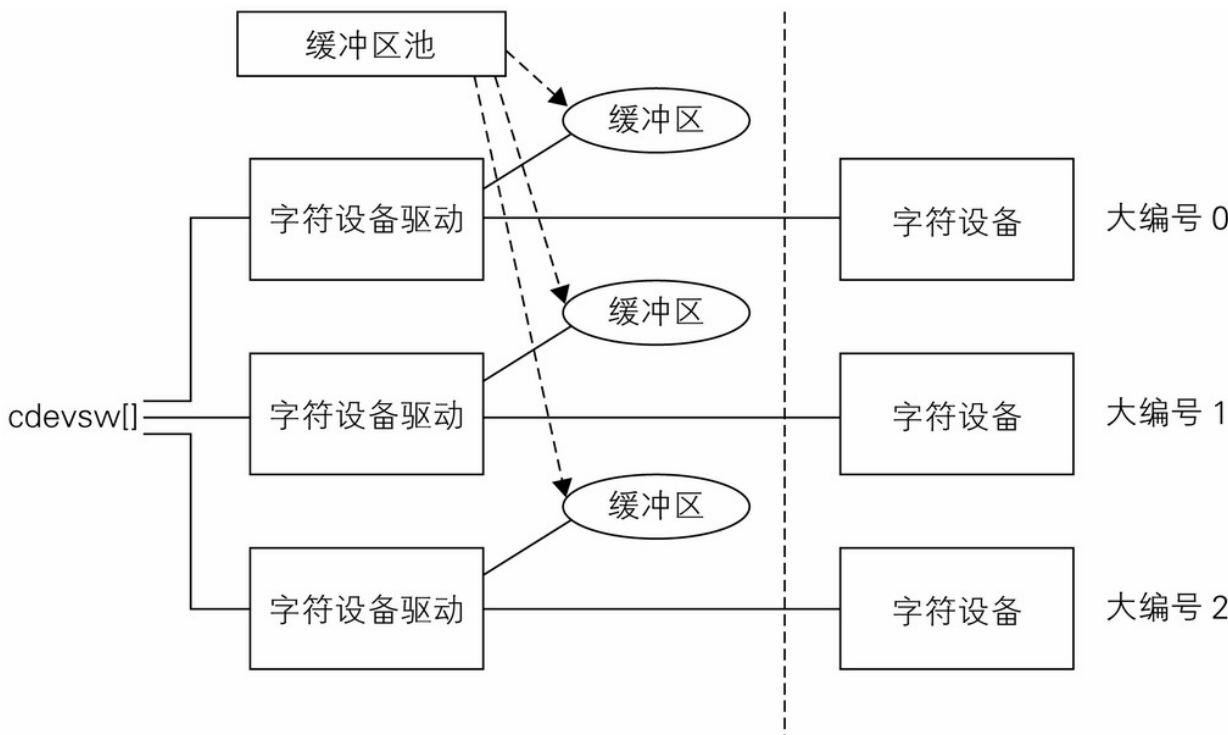 缓冲区池
缓冲区
字符设备驱动
字符设备
大编号 0
缓冲区
cdevsw[]
字符设备驱动
字符设备
大编号 1
缓冲区
字符设备驱动
字符设备
大编号 2